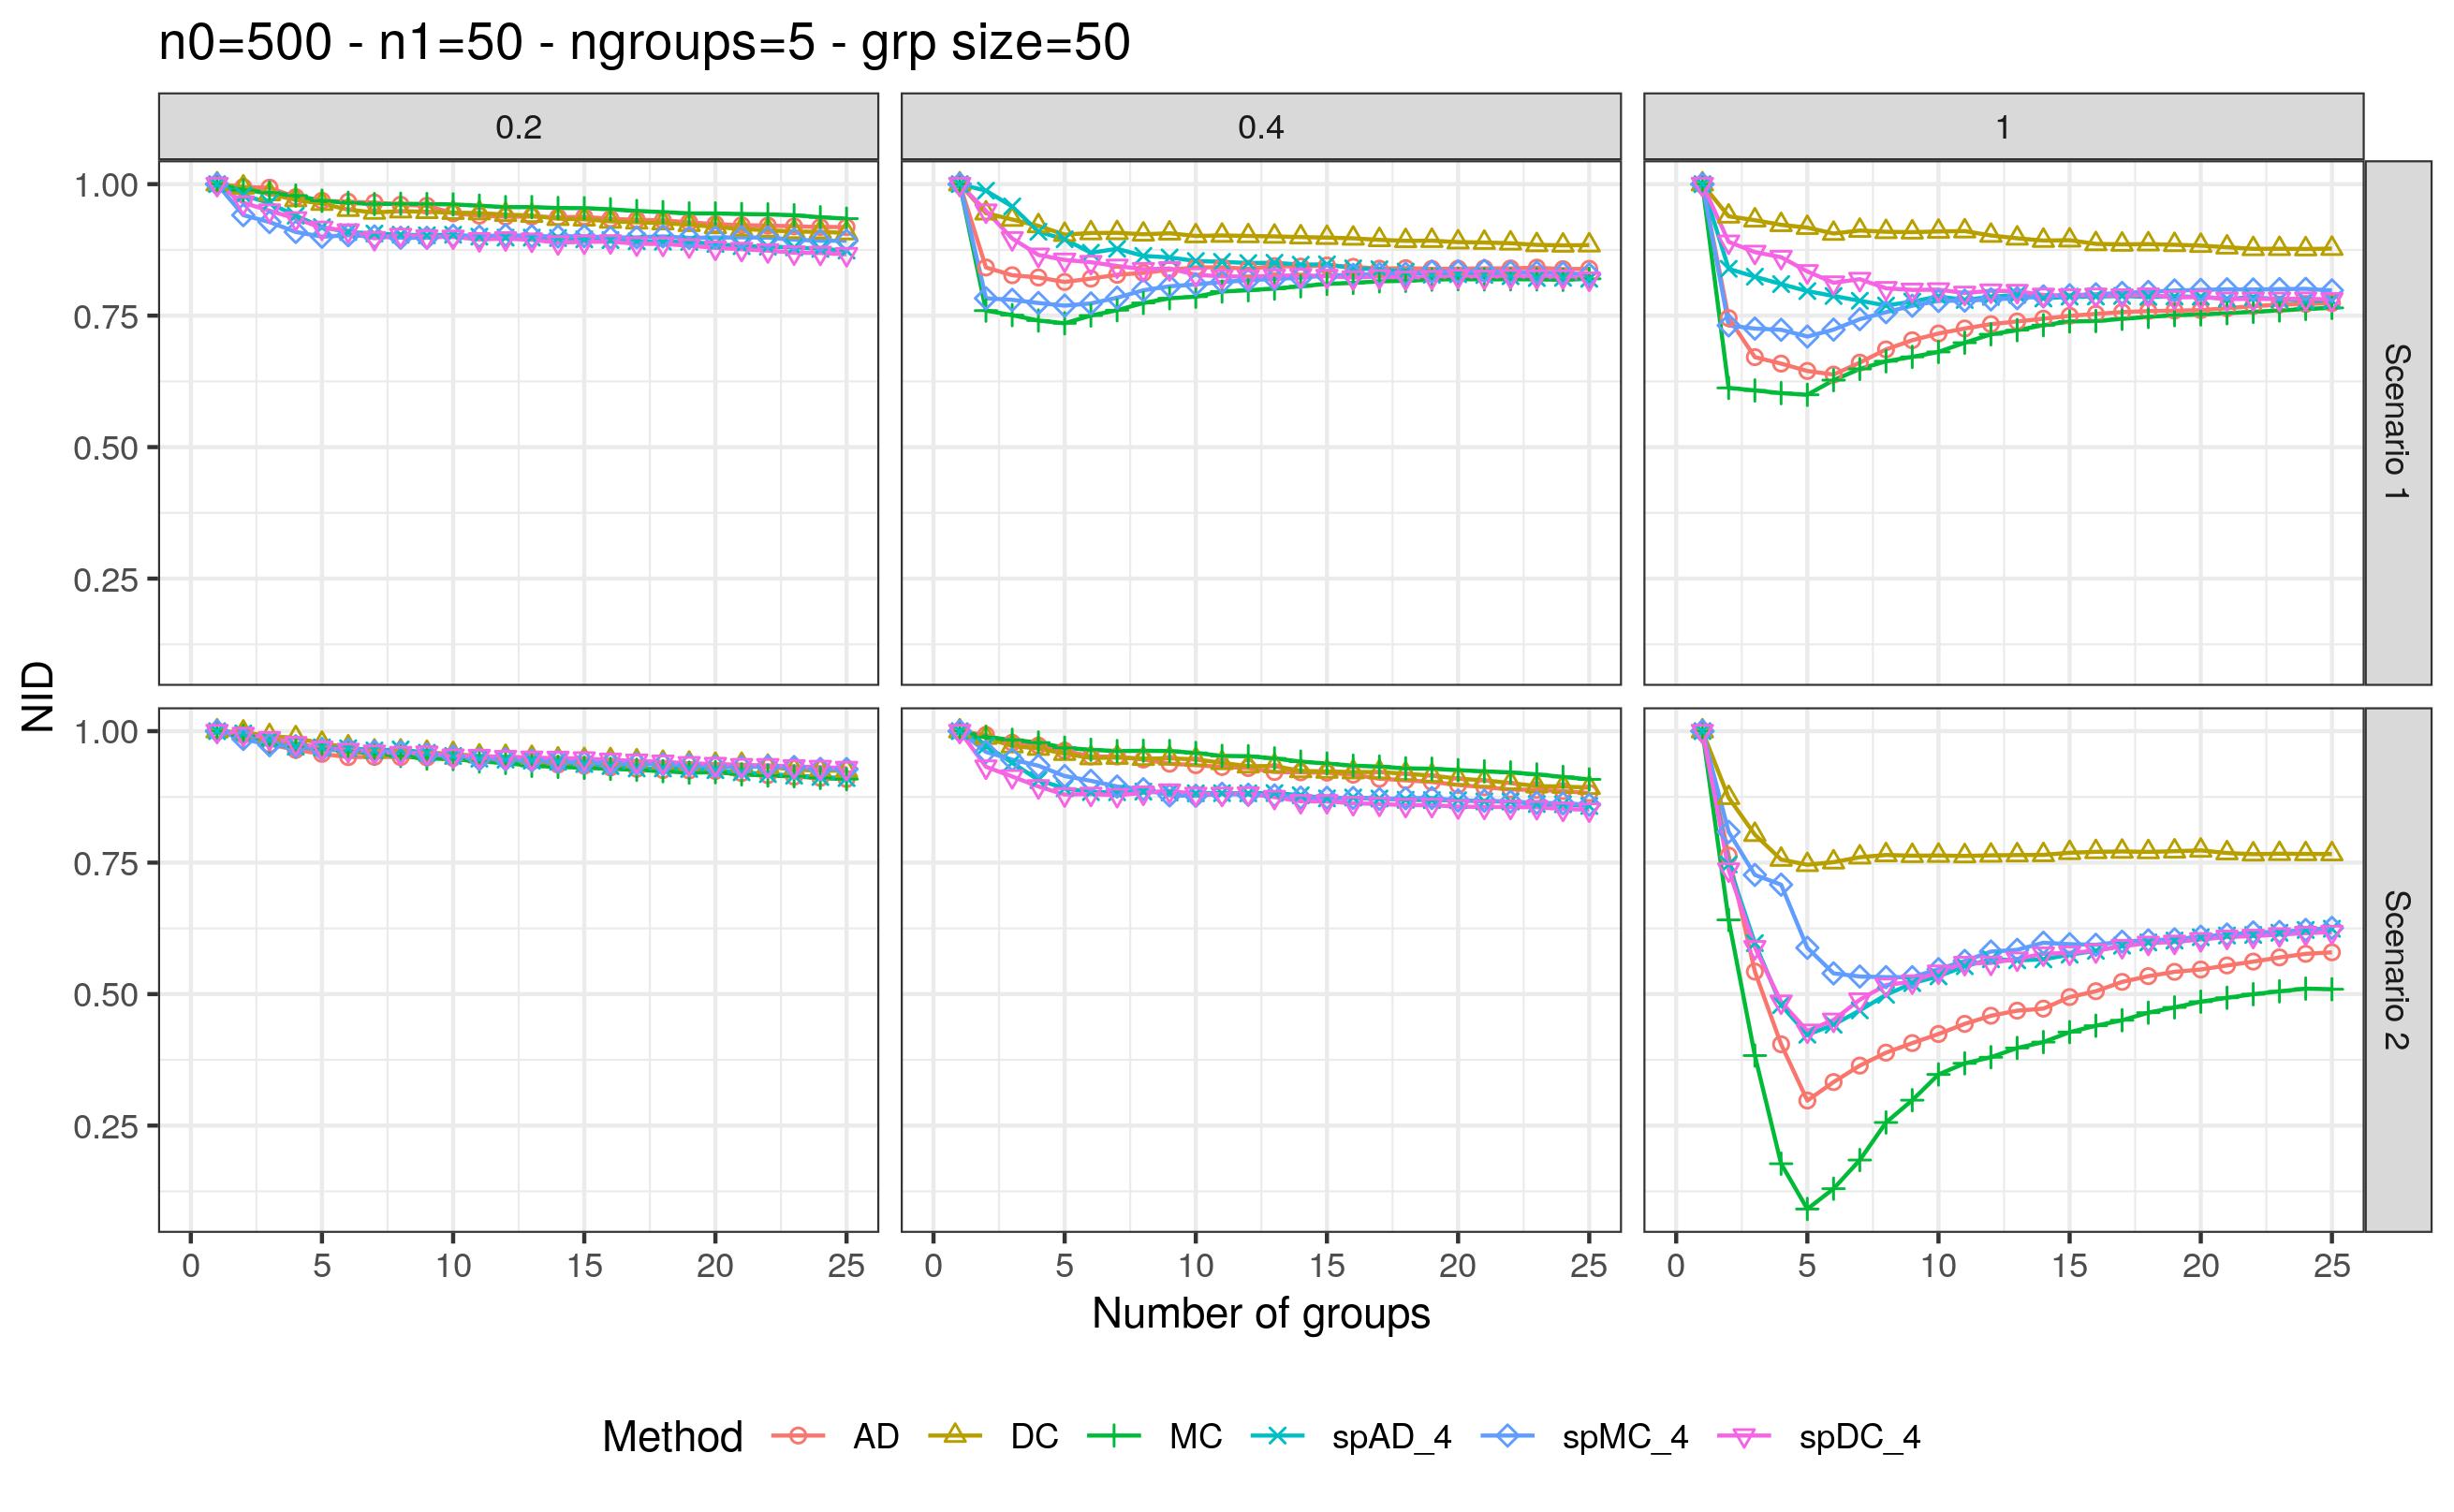 n0=500 - n1=50 - ngroups=5 - grp size=50
0.2 0.4 1
1.00
0.75
0.50
0.25
Scenario 1
NID
1.00
0.75
0.50
0.25
Scenario 2
0 5 10 15 20 25 0 5 10 15 20 25 0 5 10 15 20 25
Number of groups
Method AD DC MC spAD_4 spMC_4 spDC_4